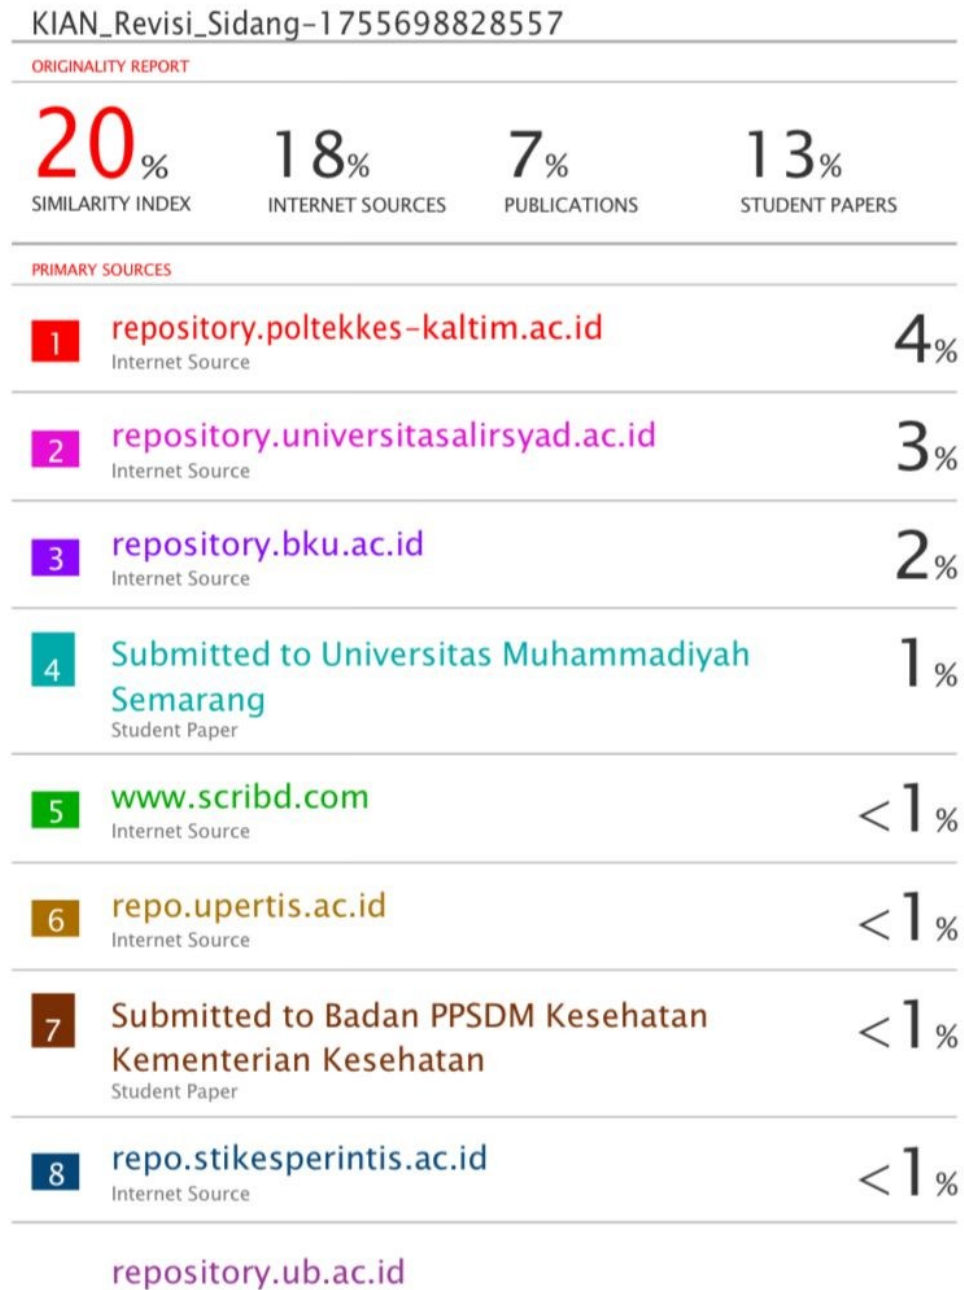 KIAN_Revisi_Sidang-1755698828557
ORIGINALITY REPORT
20% 18% 7% 13%
SIMILARITY INDEX INTERNET SOURCES PUBLICATIONS STUDENT PAPERS
PRIMARY SOURCES
1 repository.poltekkes-kaltim.ac.id 4%
Internet Source
2 repository.universitasalirsyad.ac.id 3%
Internet Source
3 repository.bku.ac.id 2%
Internet Source
4 Submitted to Universitas Muhammadiyah 1%
Semarang
Student Paper
5 www.scribd.com <1%
Internet Source
6 repo.upertis.ac.id <1%
Internet Source
7 Submitted to Badan PPSDM Kesehatan <1%
Kementerian Kesehatan
Student Paper
8 repo.stikesperintis.ac.id <1%
Internet Source
repository.ub.ac.id